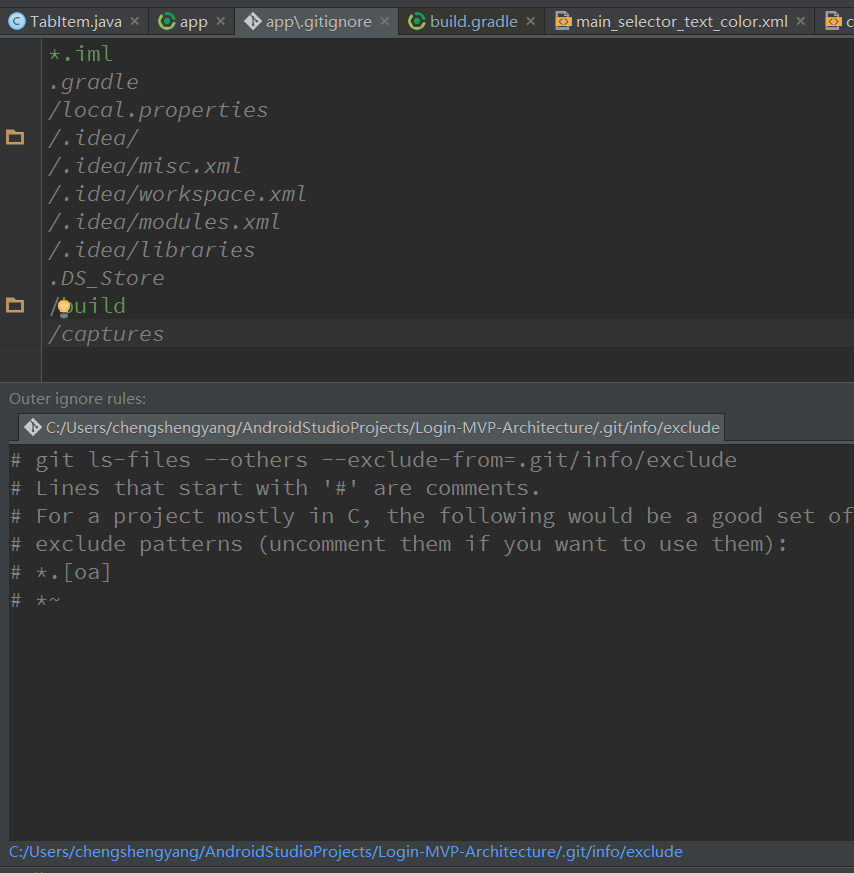 TabItem.java app app\.gitignore build.gradle main_selector_text_color.xml c
*.iml
.gradle
/local.properties
/.idea/
/.idea/misc.xml
/.idea/workspace.xml
/.idea/modules.xml
/.idea/libraries
.DS_Store
/build
/captures
Outer ignore rules:
C:/Users/chengshengyang/AndroidStudioProjects/Login-MVP-Architecture/.git/info/exclude
# git ls-files --others --exclude-from=.git/info/exclude
# Lines that start with '#' are comments.
# For a project mostly in C, the following would be a good set of
# exclude patterns (uncomment them if you want to use them):
# *.[oa]
# *~
C:/Users/chengshengyang/AndroidStudioProjects/Login-MVP-Architecture/.git/info/exclude